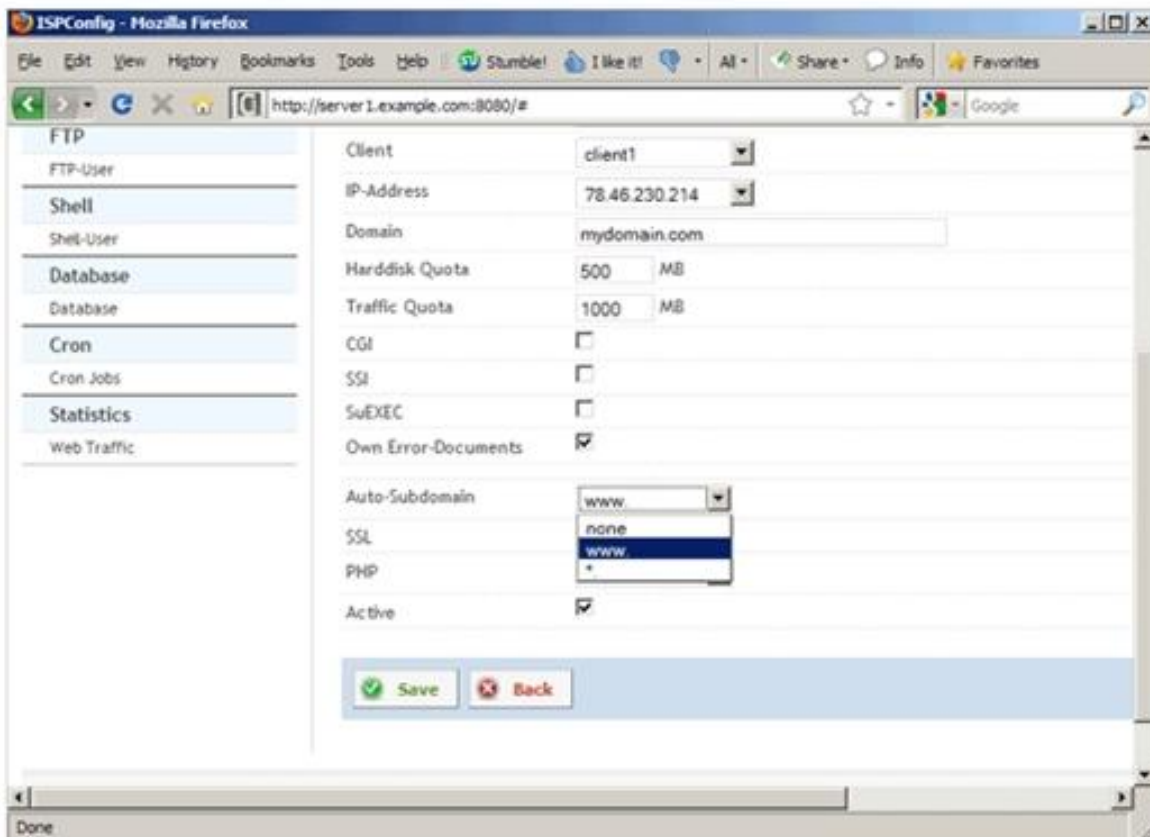 ISPConfig - Mozilla Firefox
File Edit View History Bookmarks Tools Help Stumble! I like it! All Share Info Favorites
http://server1.example.com:8080/# Google
FTP
FTP-User
Shell
Shell-User
Database
Database
Cron
Cron Jobs
Statistics
Web Traffic
Client client1
IP-Address 78.46.230.214
Domain mydomain.com
Harddisk Quota 500 MB
Traffic Quota 1000 MB
CGI
SSI
SuEXEC
Own Error-Documents
Auto-Subdomain www.
none
SSL
www.
PHP
*.
Active
Save Back
Done